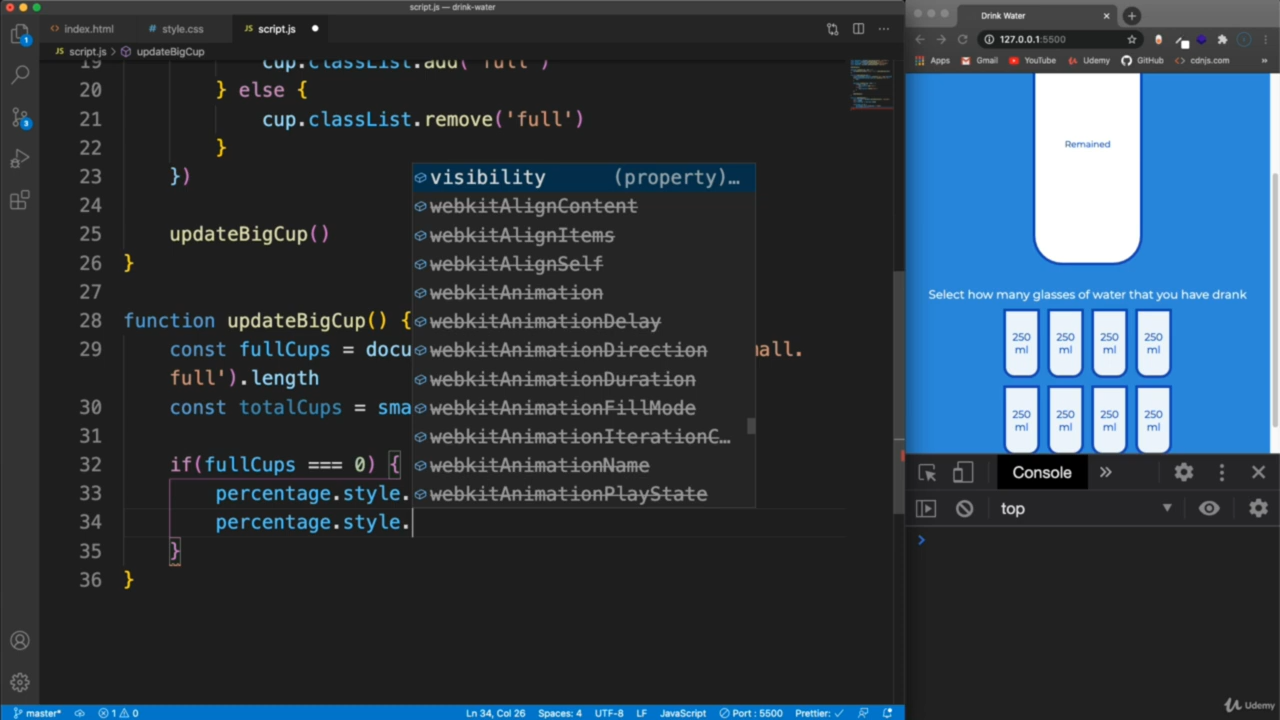 script.js — drink-water
index.html
style.css
JS script.js
JS script.js > updateBigCup
19 cup.classList.add('full')
20 } else {
21 cup.classList.remove('full')
22 }
23 })
24
25 updateBigCup()
26 }
27
28 function updateBigCup() {
29 const fullCups = docu all.
full').length
30 const totalCups = sma
31
32 if(fullCups === 0) {
33 percentage.style.
34 percentage.style.
35 }
36 }
visibility (property)…
webkitAlignContent
webkitAlignItems
webkitAlignSelf
webkitAnimation
webkitAnimationDelay
webkitAnimationDirection
webkitAnimationDuration
webkitAnimationFillMode
webkitAnimationIterationC…
webkitAnimationName
webkitAnimationPlayState
1
3
master* 1 0 Ln 34, Col 26 Spaces: 4 UTF-8 LF JavaScript Port : 5500 Prettier: ✓
Drink Water
127.0.0.1:5500
Apps Gmail YouTube Udemy GitHub cdnjs.com »
Remained
Select how many glasses of water that you have drank
250 250 250 250
ml ml ml ml
250 250 250 250
ml ml ml ml
Console »
top
Udemy